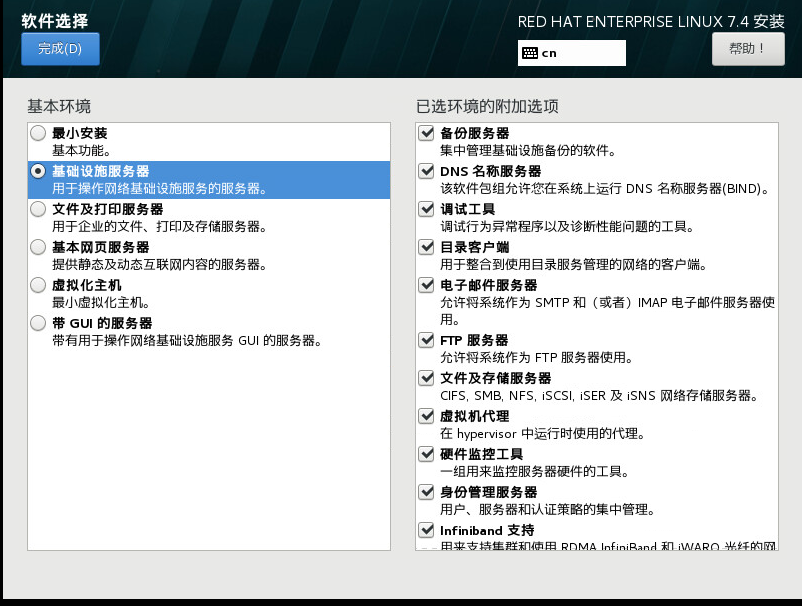 软件选择
RED HAT ENTERPRISE LINUX 7.4 安装
完成(D)
cn
帮助！
基本环境
最小安装
基本功能。
基础设施服务器
用于操作网络基础设施服务的服务器。
文件及打印服务器
用于企业的文件、打印及存储服务器。
基本网页服务器
提供静态及动态互联网内容的服务器。
虚拟化主机
最小虚拟化主机。
带 GUI 的服务器
带有用于操作网络基础设施服务 GUI 的服务器。
已选环境的附加选项
备份服务器
集中管理基础设施备份的软件。
DNS 名称服务器
该软件包组允许您在系统上运行 DNS 名称服务器(BIND)。
调试工具
调试行为异常程序以及诊断性能问题的工具。
目录客户端
用于整合到使用目录服务管理的网络的客户端。
电子邮件服务器
允许将系统作为 SMTP 和（或者）IMAP 电子邮件服务器使
用。
FTP 服务器
允许将系统作为 FTP 服务器使用。
文件及存储服务器
CIFS, SMB, NFS, iSCSI, iSER 及 iSNS 网络存储服务器。
虚拟机代理
在 hypervisor 中运行时使用的代理。
硬件监控工具
一组用来监控服务器硬件的工具。
身份管理服务器
用户、服务器和认证策略的集中管理。
Infiniband 支持
用来支持集群和使用 RDMA InfiniBand 和 iWARQ 光纤的网